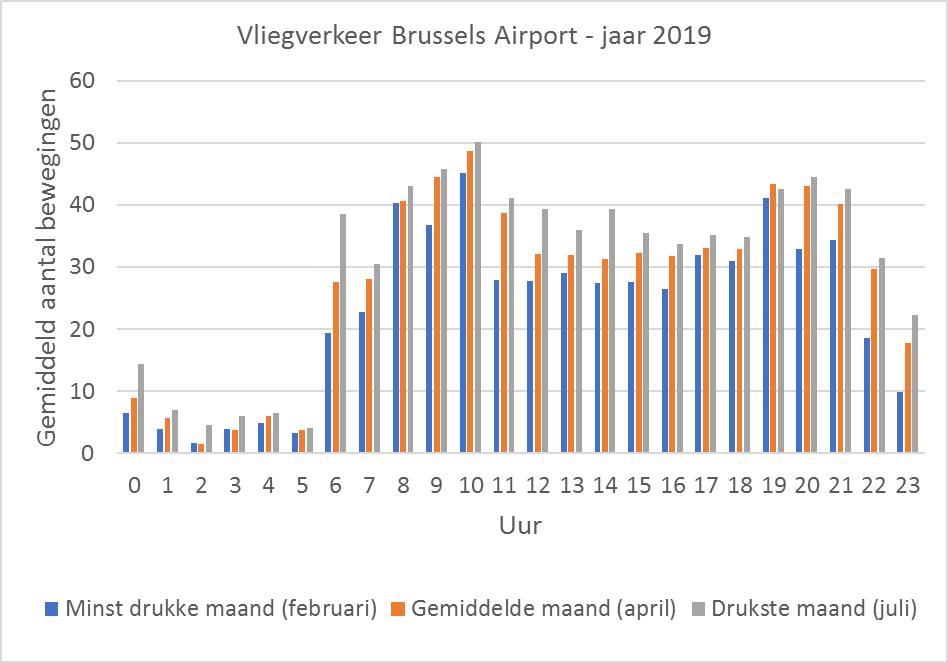 Vliegverkeer Brussels Airport - jaar 2019
Gemiddeld aantal bewegingen
60
50
40
30
20
10
0
0 1 2 3 4 5 6 7 8 9 10 11 12 13 14 15 16 17 18 19 20 21 22 23
Uur
Minst drukke maand (februari) Gemiddelde maand (april) Drukste maand (juli)